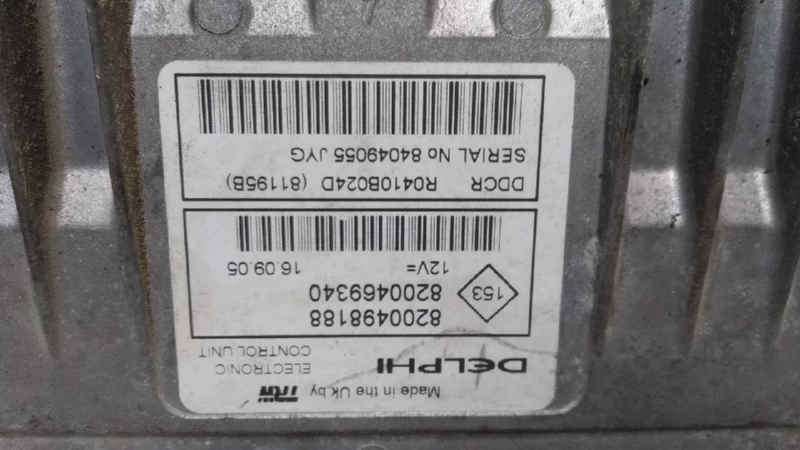 Made in the Uk.by TRW
DELPHI ELECTRONIC CONTROL UNIT
8200498188
153 8200469340
12V= 16.09.05
DDCR R0410B024D (81195B)
SERIAL No 84049055 JYG